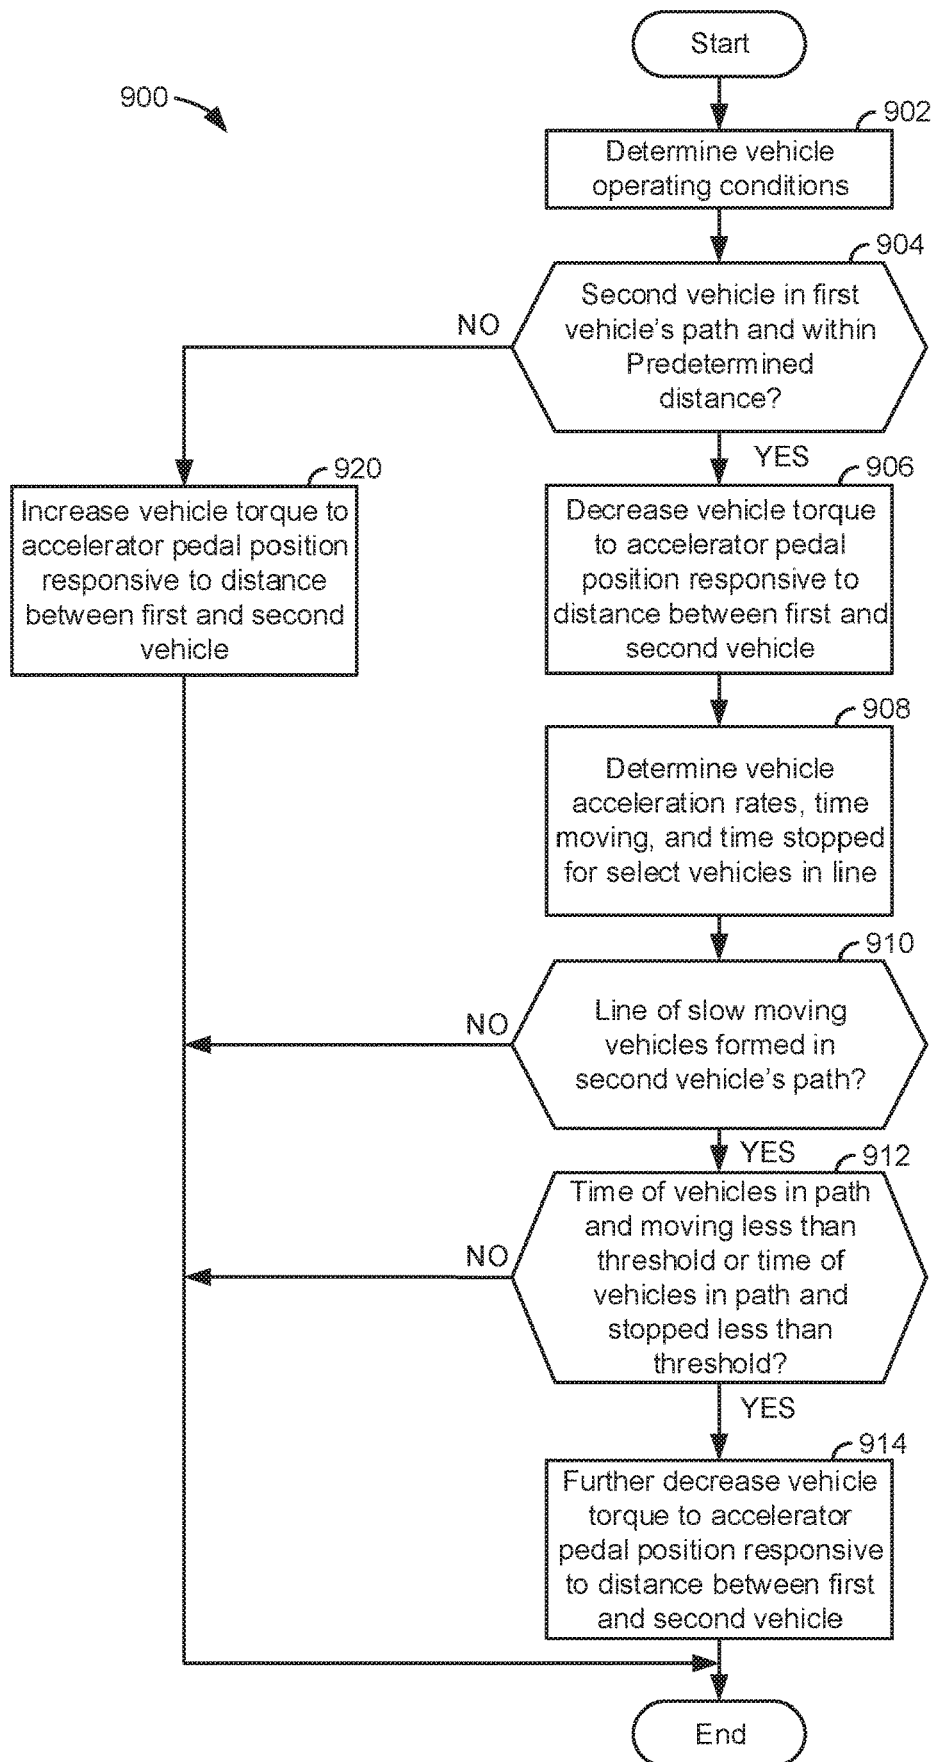 Start
900
902
Determine vehicle
operating conditions
904
Second vehicle in first
vehicle's path and within
Predetermined
distance?
NO
YES
920
Increase vehicle torque to
accelerator pedal position
responsive to distance
between first and second
vehicle
906
Decrease vehicle torque
to accelerator pedal
position responsive to
distance between first and
second vehicle
908
Determine vehicle
acceleration rates, time
moving, and time stopped
for select vehicles in line
910
Line of slow moving
vehicles formed in
second vehicle's path?
NO
YES
912
Time of vehicles in path
and moving less than
threshold or time of
vehicles in path and
stopped less than
threshold?
NO
YES
914
Further decrease vehicle
torque to accelerator
pedal position responsive
to distance between first
and second vehicle
End